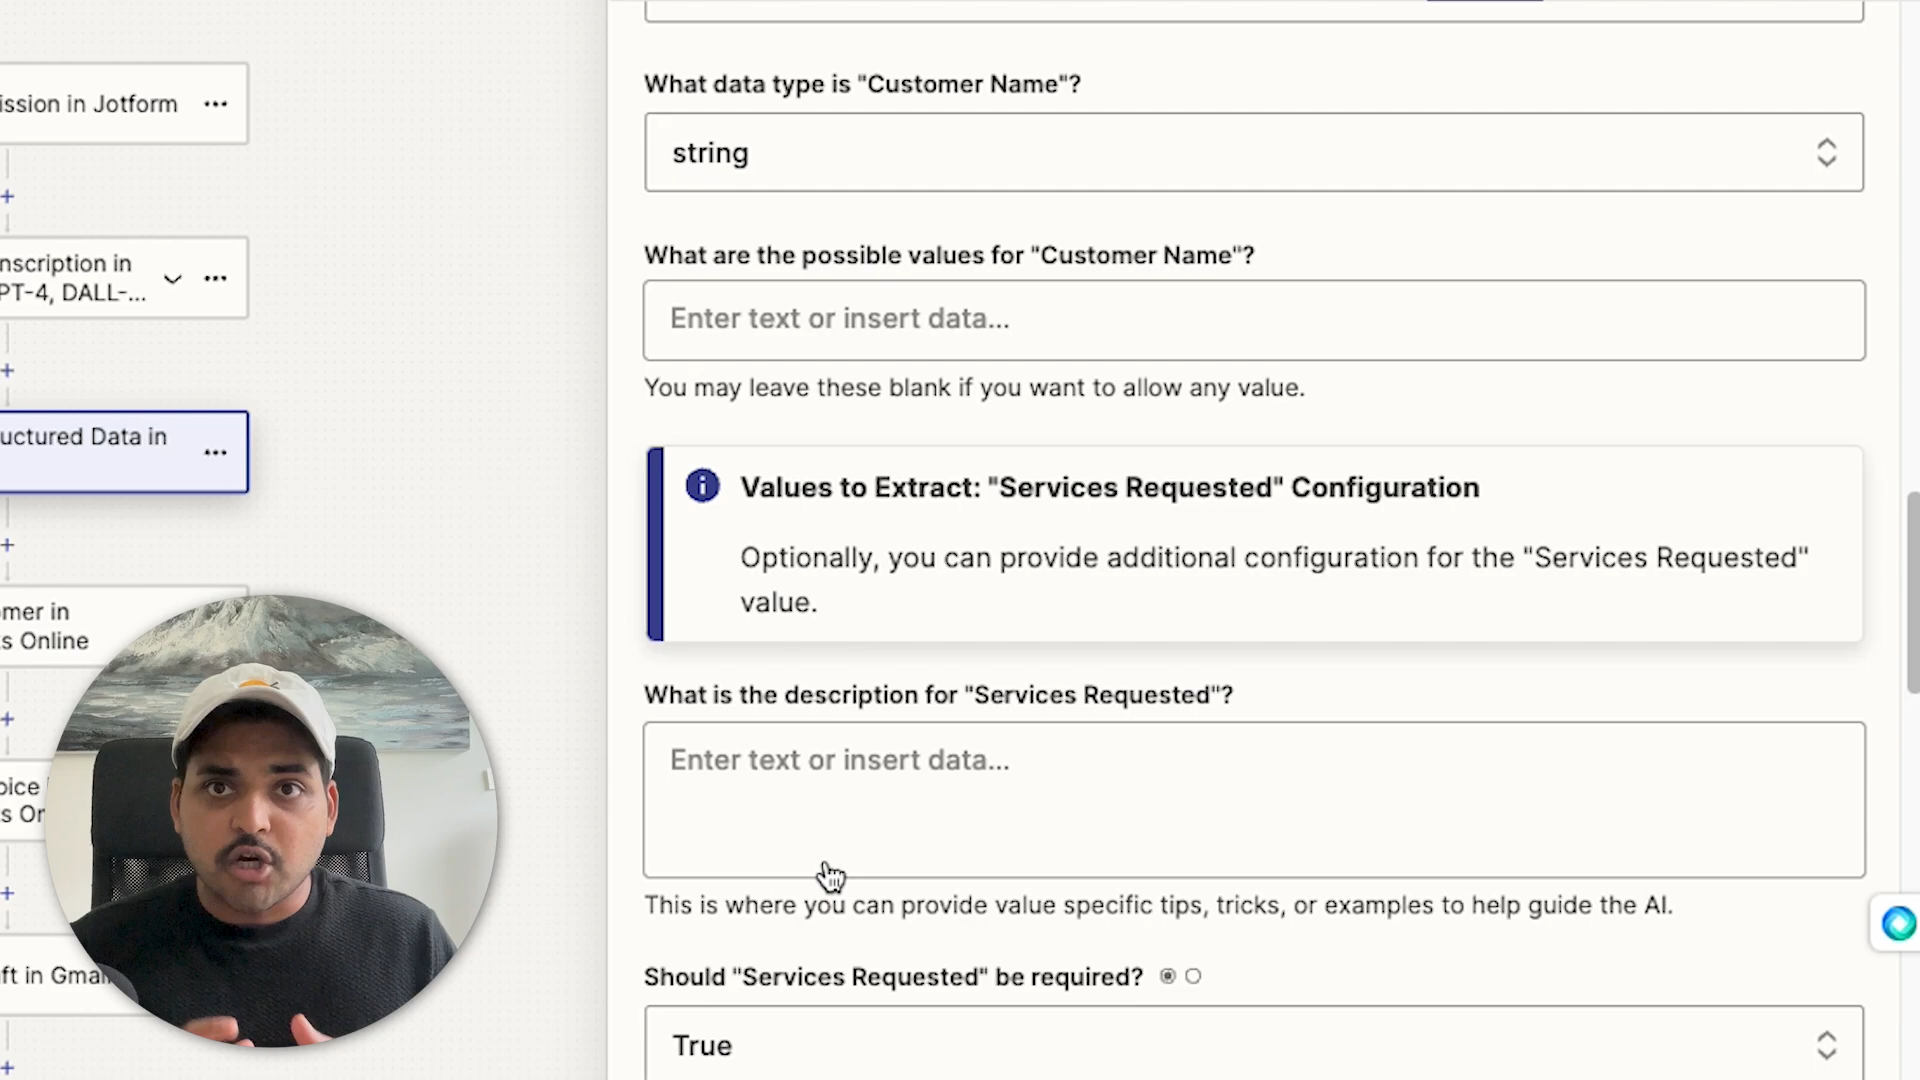 ission in Jotform
nscription in
PT-4, DALL-...
uctured Data in
mer in
s Online
oice
s On
ft in Gmai
What data type is "Customer Name"?
string
What are the possible values for "Customer Name"?
Enter text or insert data...
You may leave these blank if you want to allow any value.
Values to Extract: "Services Requested" Configuration
Optionally, you can provide additional configuration for the "Services Requested"
value.
What is the description for "Services Requested"?
Enter text or insert data...
This is where you can provide value specific tips, tricks, or examples to help guide the AI.
Should "Services Requested" be required?
True